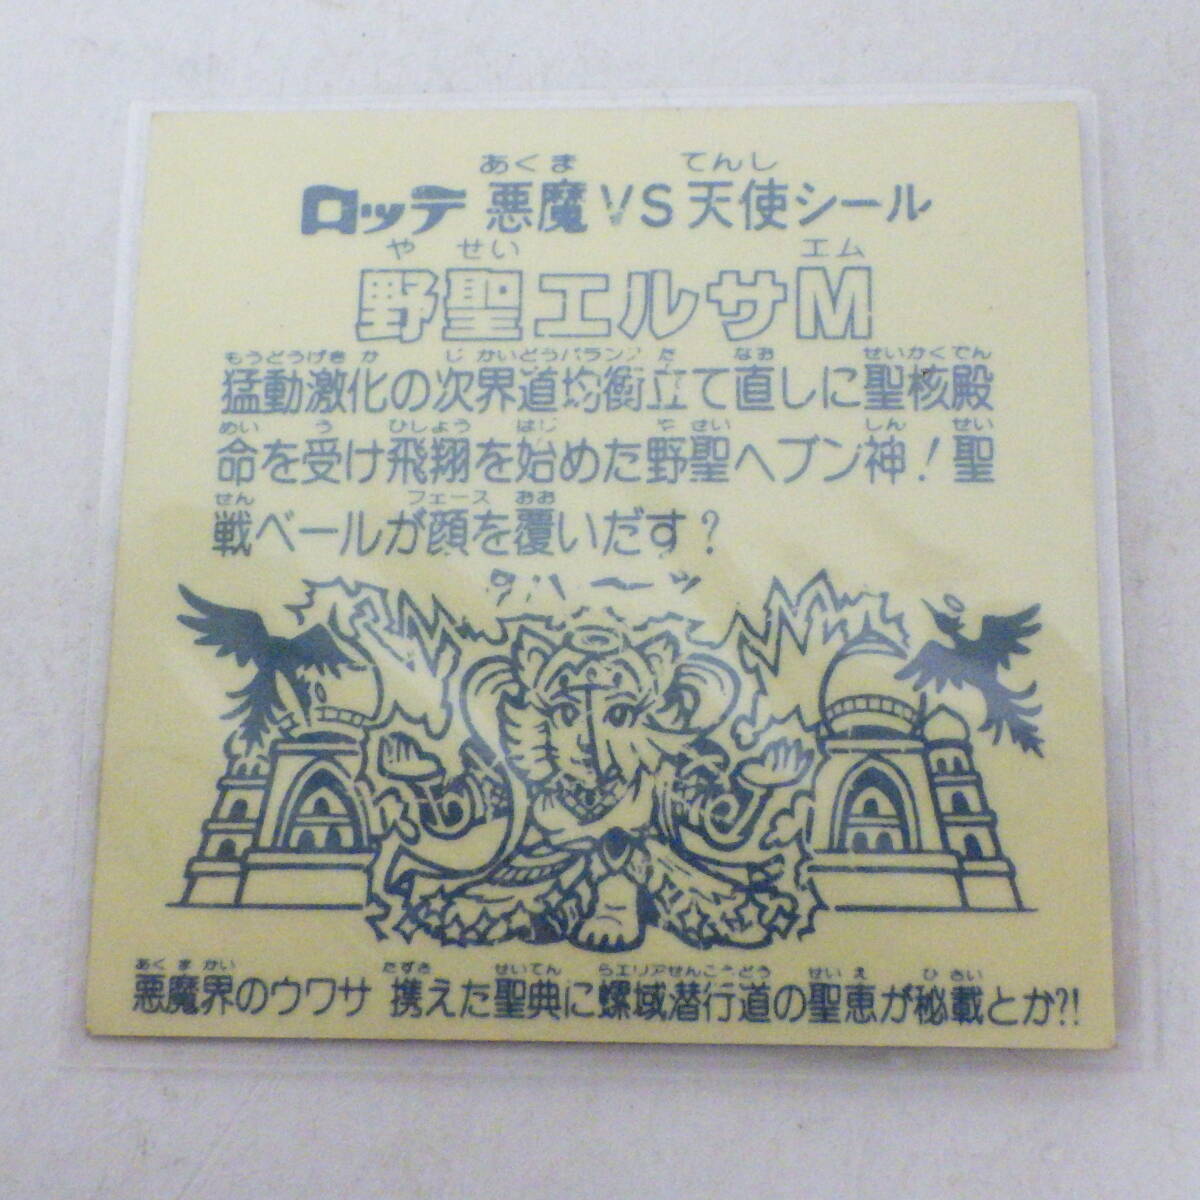 あくま てんし
ロッテ 悪魔VS天使シール
や せい エム
野聖エルサM
もうどうげき か じ かいどうバランス た なお せいかくでん
猛動激化の次界道均衡立て直しに聖核殿
めい う ひしょう はじ や せい しん せい
命を受け飛翔を始めた野聖ヘブン神!聖
せん フェース おお
戦ベールが顔を覆いだす?
あく ま かい たずさ せいてん らエリアせんこうどう せい え ひ さい
悪魔界のウワサ 携えた聖典に螺域潜行道の聖恵が秘載とか?!